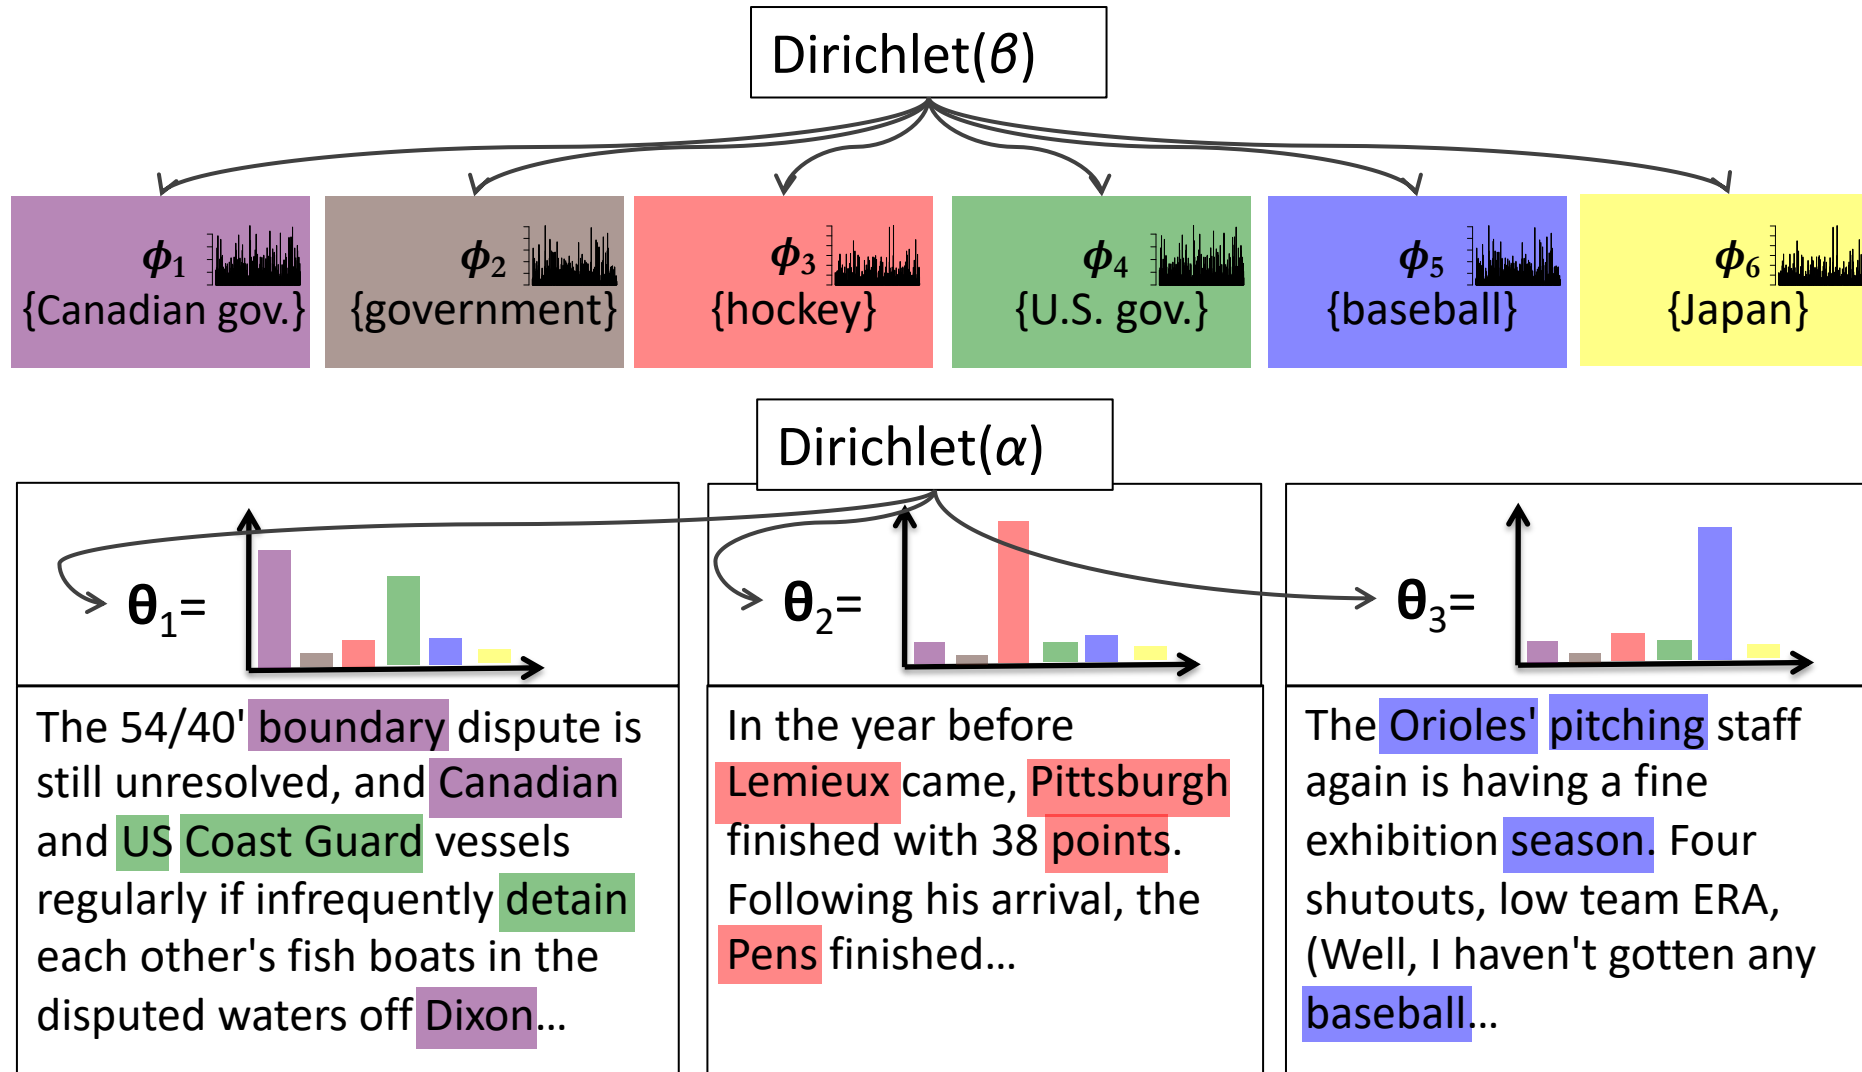 Dirichlet(β)
ϕ1
{Canadian gov.}
ϕ2
{government}
ϕ3
{hockey}
ϕ4
{U.S. gov.}
ϕ5
{baseball}
ϕ6
{Japan}
Dirichlet(α)
θ1=
The 54/40' boundary dispute is
still unresolved, and Canadian
and US Coast Guard vessels
regularly if infrequently detain
each other's fish boats in the
disputed waters off Dixon…
θ2=
In the year before
Lemieux came, Pittsburgh
finished with 38 points.
Following his arrival, the
Pens finished…
θ3=
The Orioles' pitching staff
again is having a fine
exhibition season. Four
shutouts, low team ERA,
(Well, I haven't gotten any
baseball…